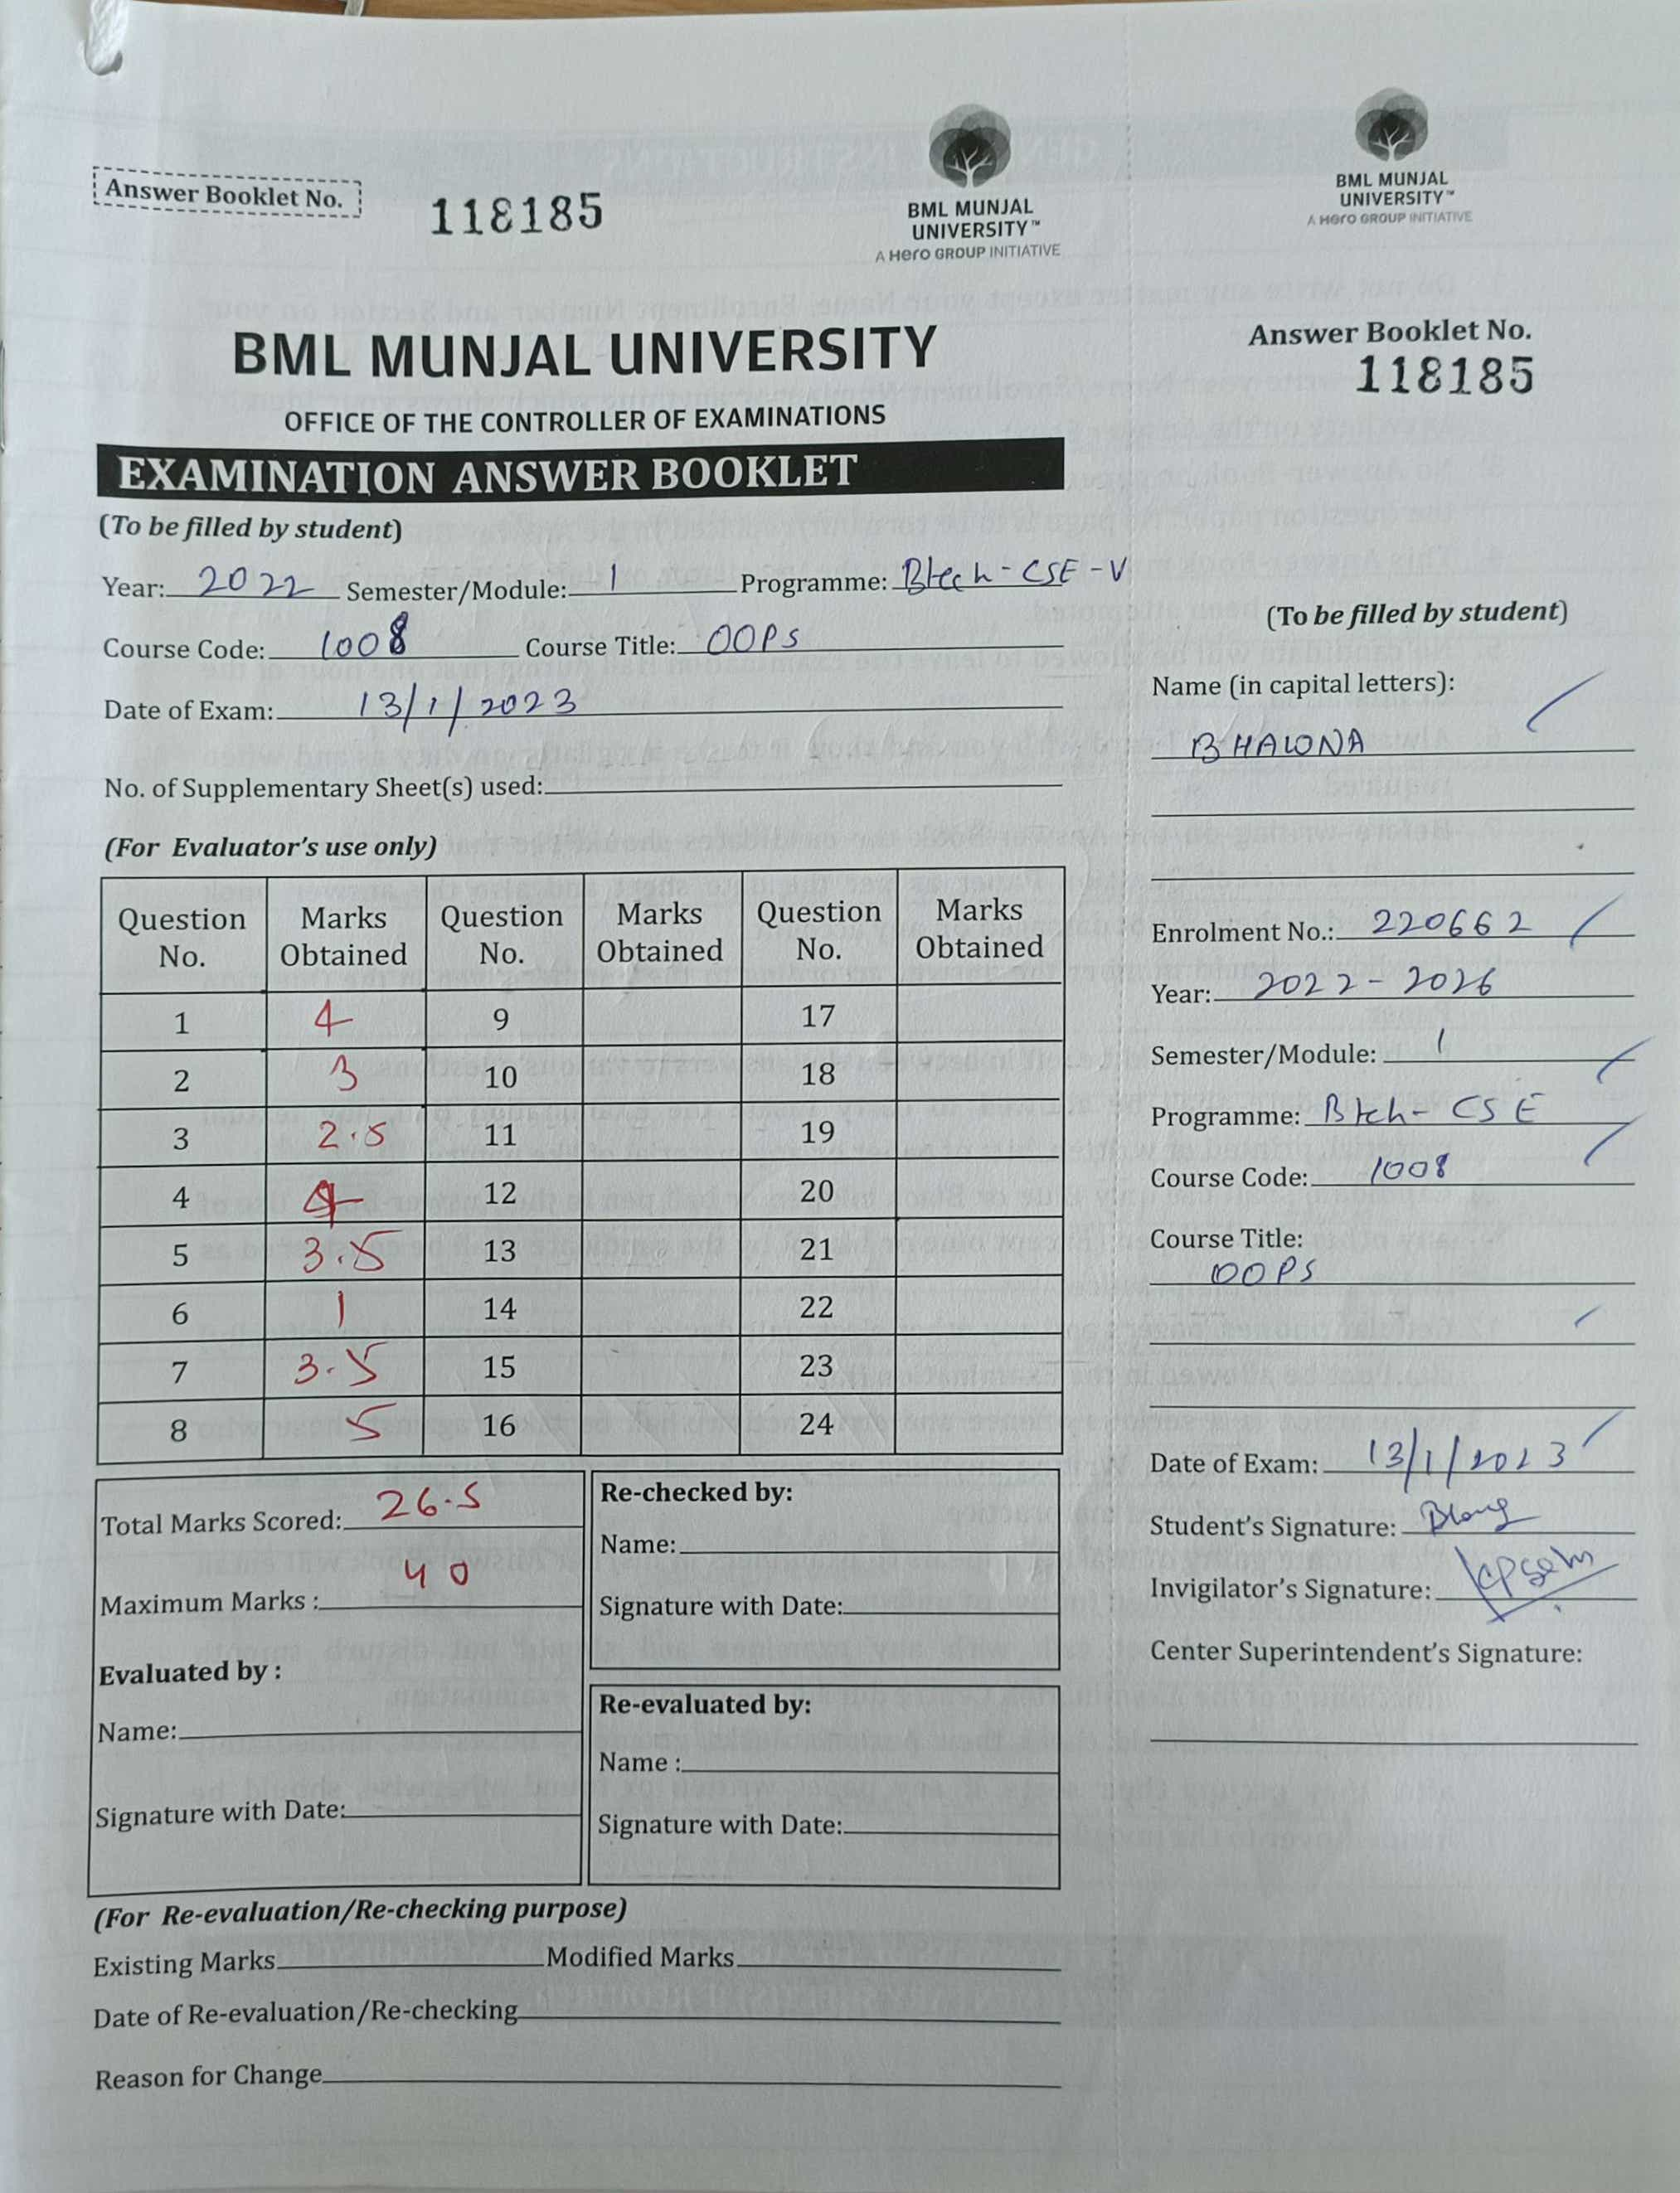 Answer Booklet No.
118185
BML MUNJAL
UNIVERSITY™
A Hero GROUP INITIATIVE
BML MUNJAL UNIVERSITY
OFFICE OF THE CONTROLLER OF EXAMINATIONS
EXAMINATION ANSWER BOOKLET
(To be filled by student)
Year: 2022 Semester/Module: 1 Programme: Btech-CSE-V
Course Code: 1008 Course Title: OOPS
Date of Exam: 13/1/2023
No. of Supplementary Sheet(s) used:
(For Evaluator's use only)
Question No. Marks Obtained Question No. Marks Obtained Question No. Marks Obtained
1 4 9 17
2 3 10 18
3 2.5 11 19
4 4 12 20
5 3.5 13 21
6 1 14 22
7 3.5 15 23
8 5 16 24
Total Marks Scored: 26.5
Maximum Marks : 40
Evaluated by :
Name:
Signature with Date:
Re-checked by:
Name:
Signature with Date:
Re-evaluated by:
Name :
Signature with Date:
(For Re-evaluation/Re-checking purpose)
Existing Marks Modified Marks
Date of Re-evaluation/Re-checking
Reason for Change
BML MUNJAL
UNIVERSITY™
A Hero GROUP INITIATIVE
Answer Booklet No.
118185
(To be filled by student)
Name (in capital letters):
BHALONA
Enrolment No.: 220662
Year: 2022-2026
Semester/Module: 1
Programme: Btch-CSE
Course Code: 1008
Course Title:
OOPS
Date of Exam: 13/1/2023
Student's Signature:
Invigilator's Signature:
Center Superintendent's Signature: